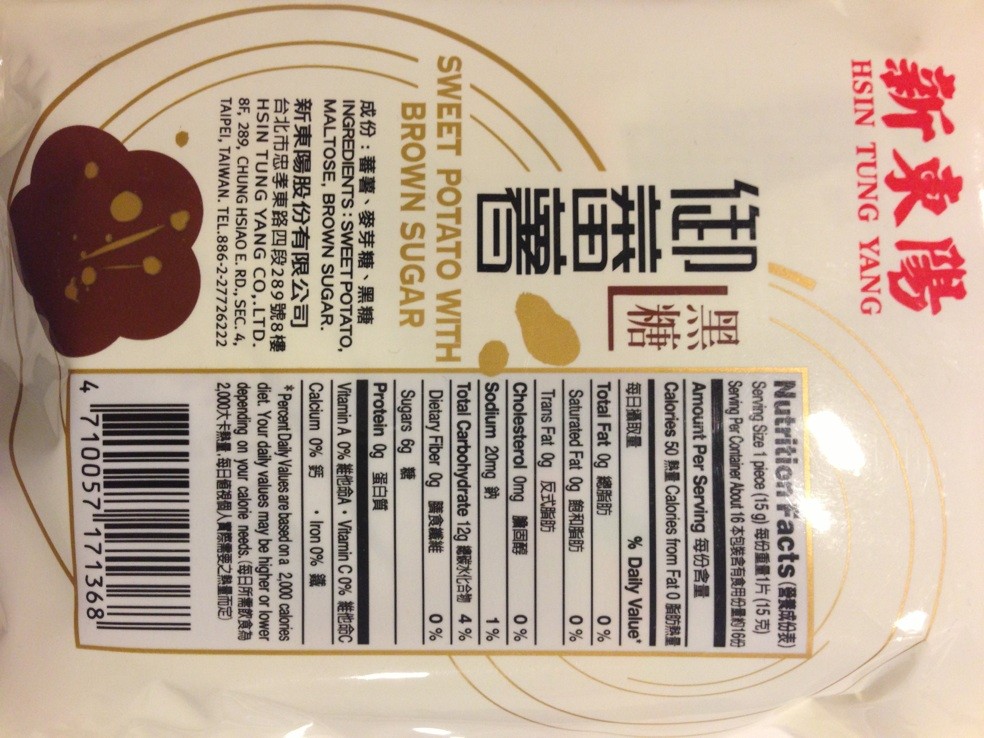 新東陽
HSIN TUNG YANG
御蕃薯
黑糖
SWEET POTATO WITH
BROWN SUGAR
成份：蕃薯、麥芽糖、黑糖
INGREDIENTS: SWEET POTATO,
MALTOSE, BROWN SUGAR.
新東陽股份有限公司
台北市忠孝東路四段289號8樓
HSIN TUNG YANG CO., LTD.
8F, 289, CHUNG HSIAO E. RD., SEC. 4,
TAIPEI, TAIWAN. TEL.886-2-27726222
Nutrition Facts (營養成份表)
Serving Size 1 piece (15 g) 每份重量1片 (15 克)
Serving Per Container About 16 本包裝含有食用份量約16份
Amount Per Serving 每份含量
Calories 50 熱量 Calories from Fat 0 脂肪熱量
每日攝取量 % Daily Value*
Total Fat 0g 總脂肪 0%
Saturated Fat 0g 飽和脂肪 0%
Trans Fat 0g 反式脂肪
Cholesterol 0mg 膽固醇 0%
Sodium 20mg 鈉 1%
Total Carbohydrate 12g 總碳水化合物 4%
Dietary Fiber 0g 膳食纖維 0%
Sugars 6g 糖
Protein 0g 蛋白質
Vitamin A 0% 維他命A • Vitamin C 0% 維他命C
Calcium 0% 鈣 • Iron 0% 鐵
*Percent Daily Values are based on a 2,000 calories
diet. Your daily values may be higher or lower
depending on your calorie needs. (每日所需飲食為
2,000大卡熱量,每日值視個人實際需要之熱量而定)
4 710057 171368